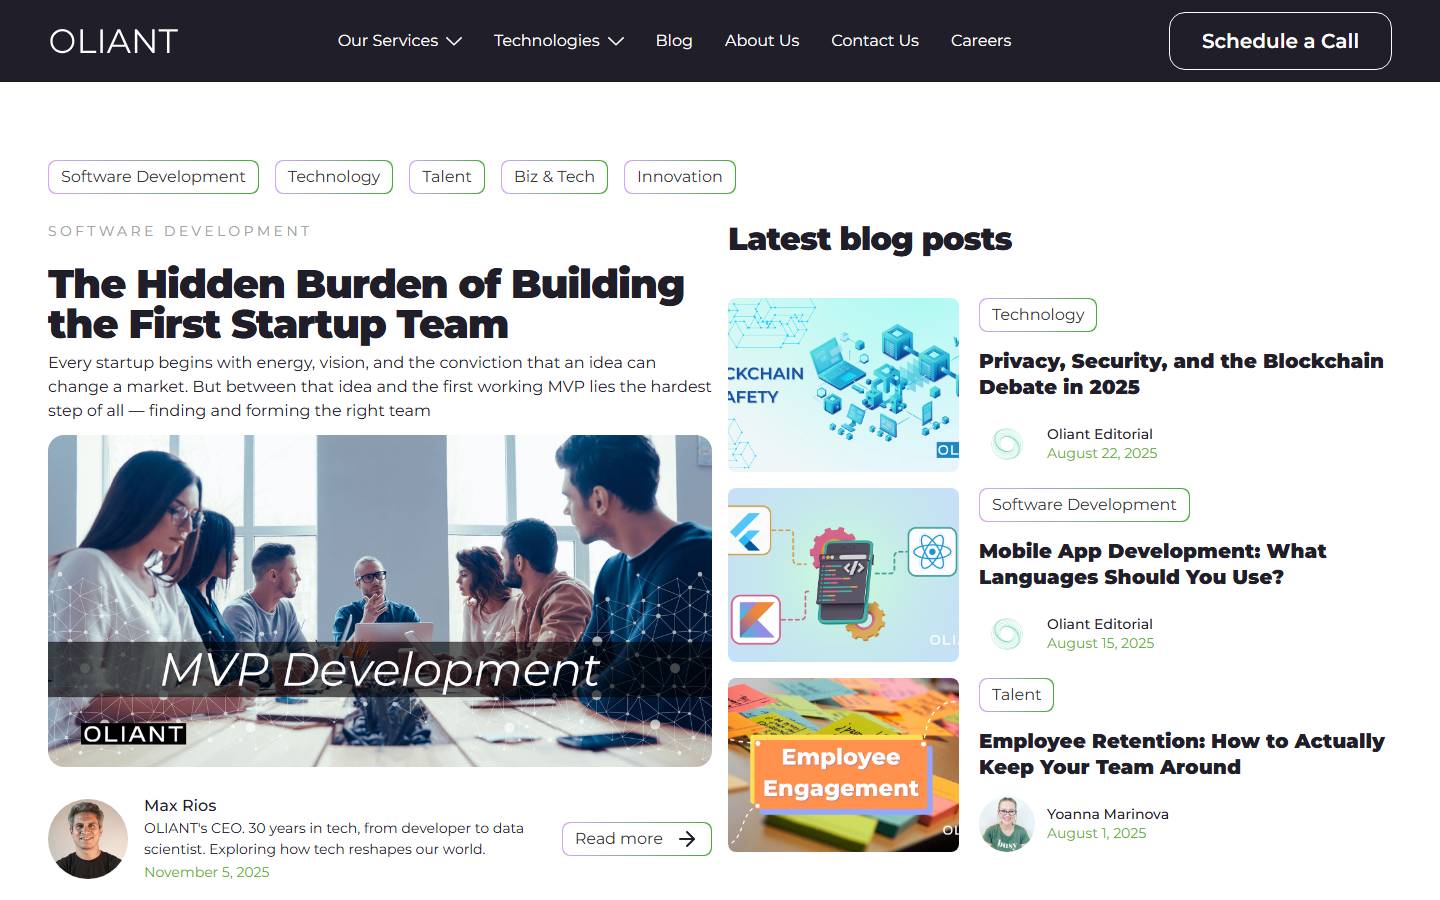 OLIANT
Our Services
Technologies
Blog
About Us
Contact Us
Careers
Schedule a Call
Software Development
Technology
Talent
Biz & Tech
Innovation
SOFTWARE DEVELOPMENT
The Hidden Burden of Building
the First Startup Team
Every startup begins with energy, vision, and the conviction that an idea can
change a market. But between that idea and the first working MVP lies the hardest
step of all — finding and forming the right team
MVP Development
OLIANT
Max Rios
OLIANT's CEO. 30 years in tech, from developer to data
scientist. Exploring how tech reshapes our world.
November 5, 2025
Read more
Latest blog posts
CKCHAIN
AFETY
OL
Technology
Privacy, Security, and the Blockchain
Debate in 2025
Oliant Editorial
August 22, 2025
OLI
Software Development
Mobile App Development: What
Languages Should You Use?
Oliant Editorial
August 15, 2025
Employee
Engagement
OL
Talent
Employee Retention: How to Actually
Keep Your Team Around
busy
Yoanna Marinova
August 1, 2025